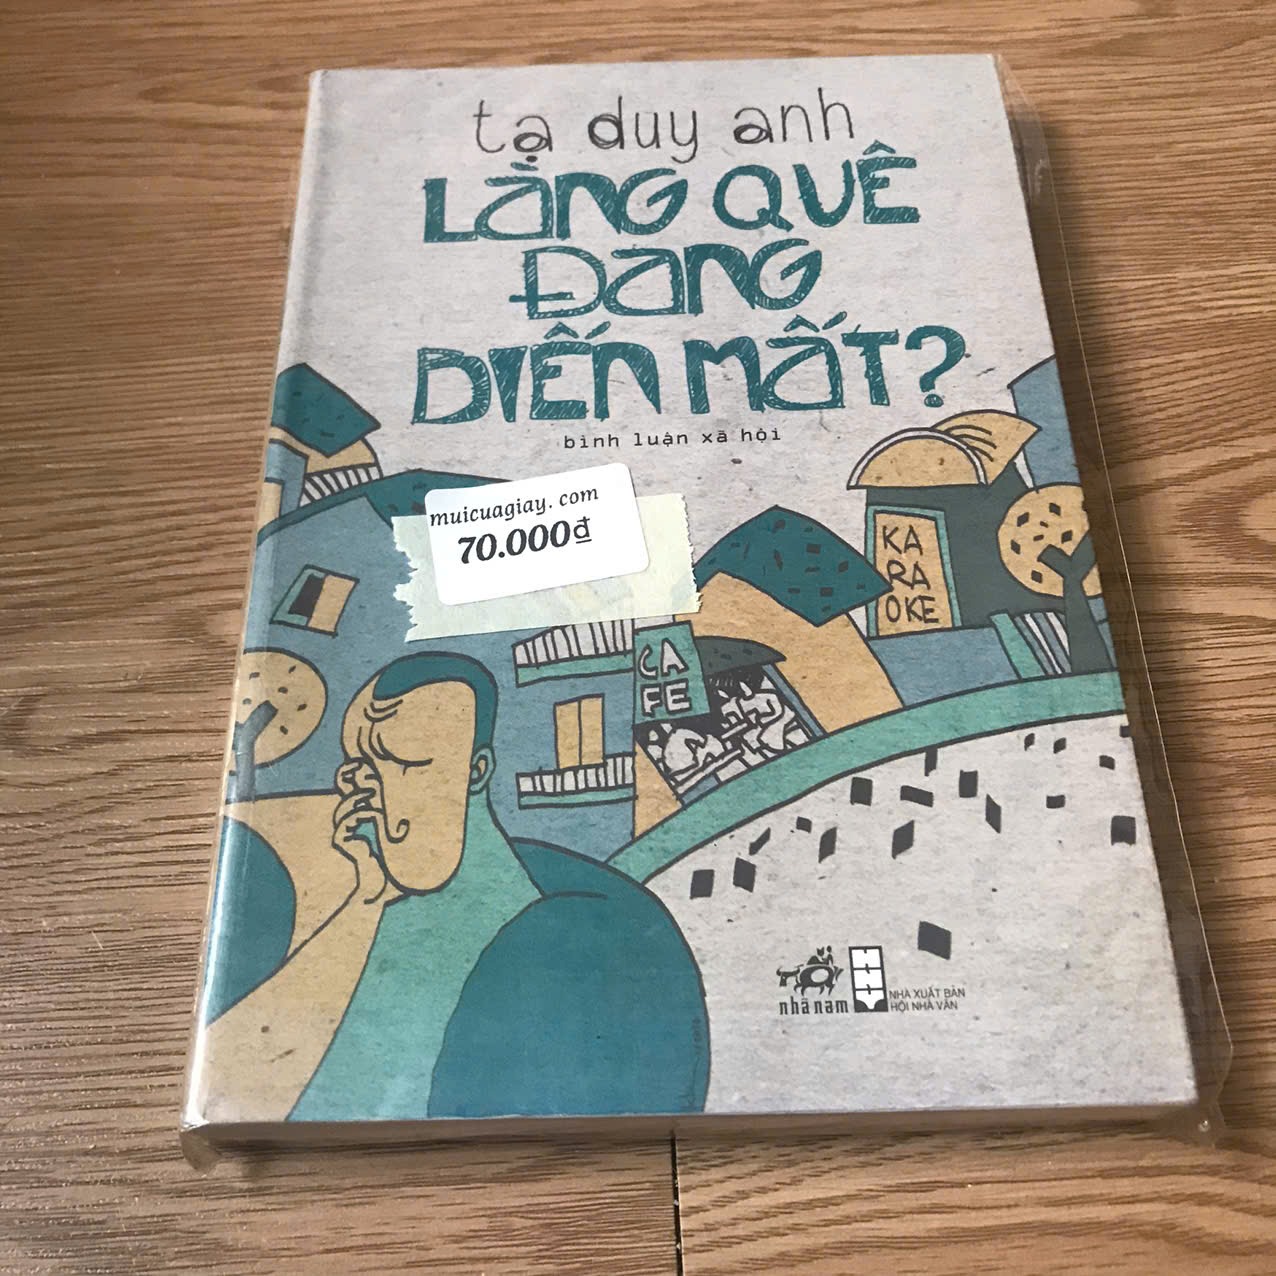 tạ duy anh
LÀNG QUÊ
ĐANG
BIẾN MẤT?
bình luận xã hội
muicuagiay. com
70.000₫
KA
RA
OKE
CA
FE
nhã nam
NHÀ XUẤT BẢN
HỘI NHÀ VĂN